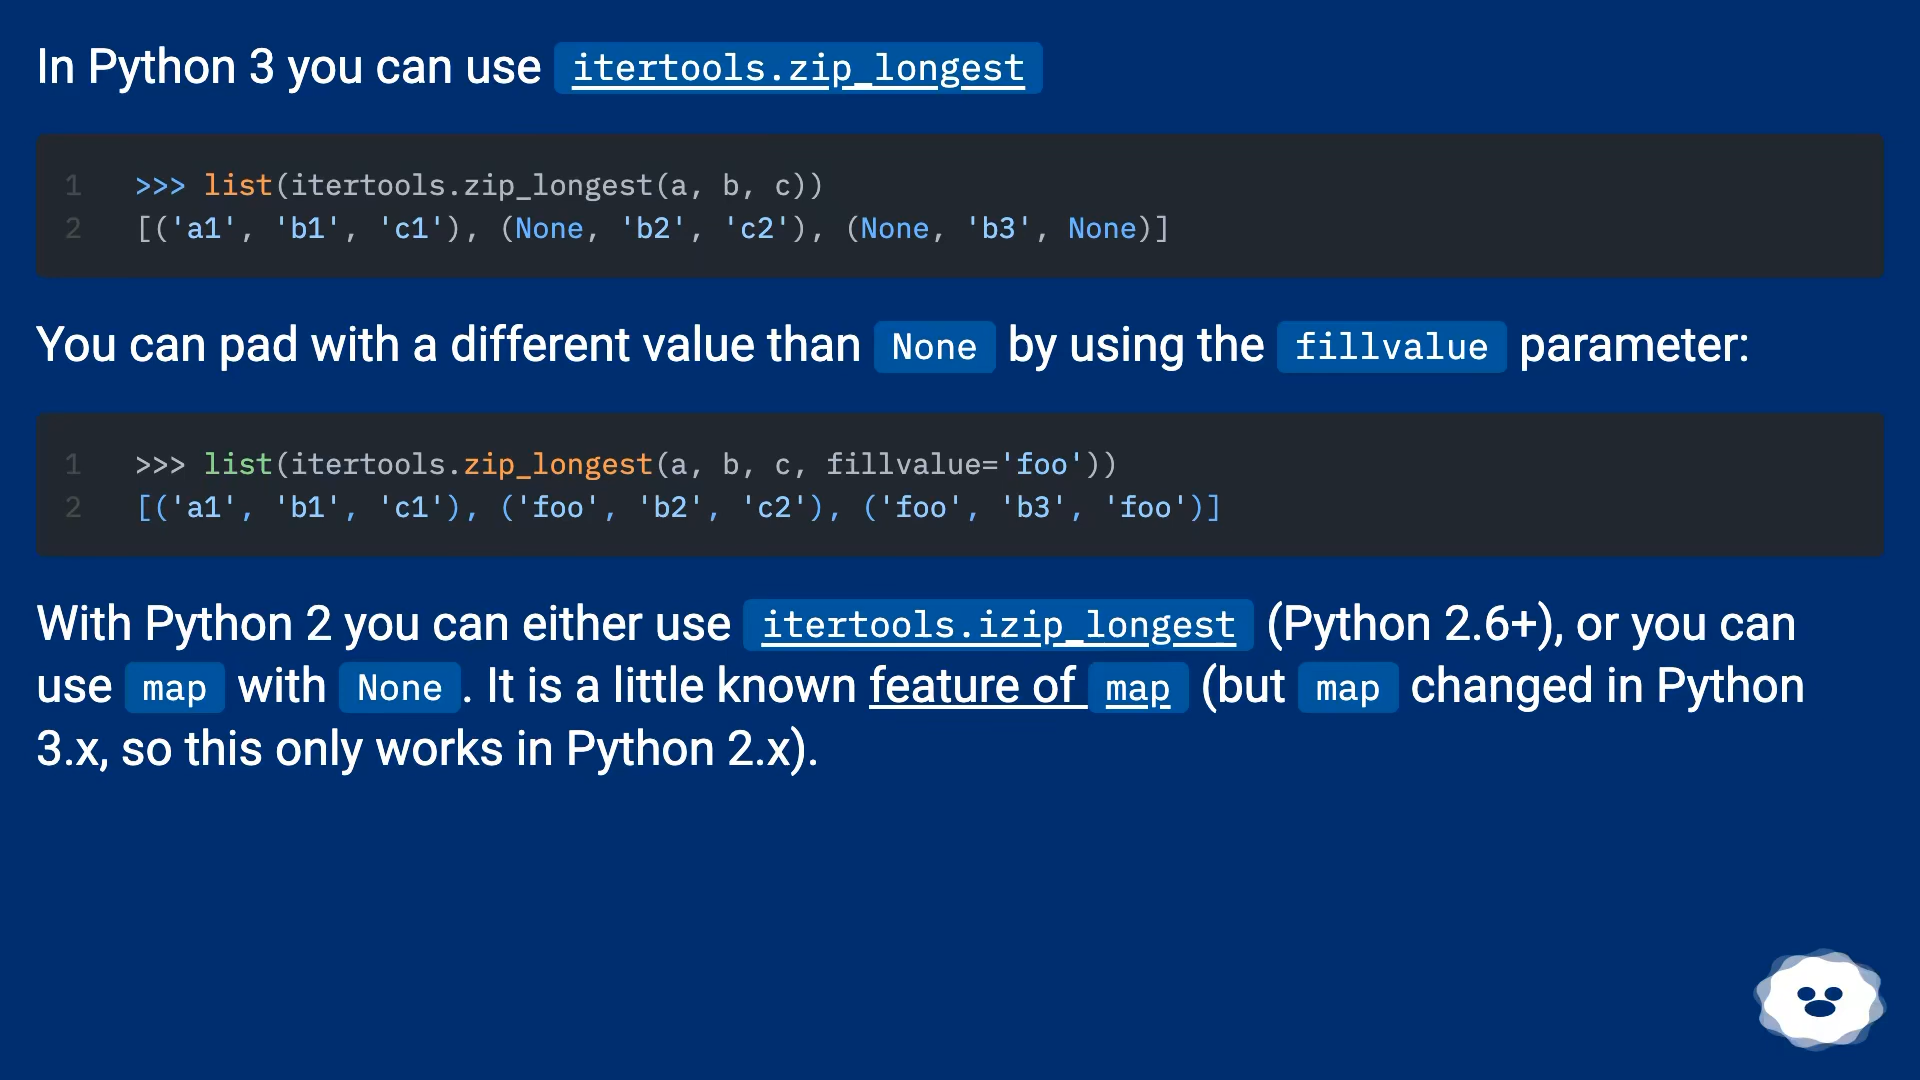 In Python 3 you can use itertools.zip_longest
1 >>> list(itertools.zip_longest(a, b, c))
2 [('a1', 'b1', 'c1'), (None, 'b2', 'c2'), (None, 'b3', None)]
You can pad with a different value than None by using the fillvalue parameter:
1 >>> list(itertools.zip_longest(a, b, c, fillvalue='foo'))
2 [('a1', 'b1', 'c1'), ('foo', 'b2', 'c2'), ('foo', 'b3', 'foo')]
With Python 2 you can either use itertools.izip_longest (Python 2.6+), or you can
use map with None. It is a little known feature of map (but map changed in Python
3.x, so this only works in Python 2.x).